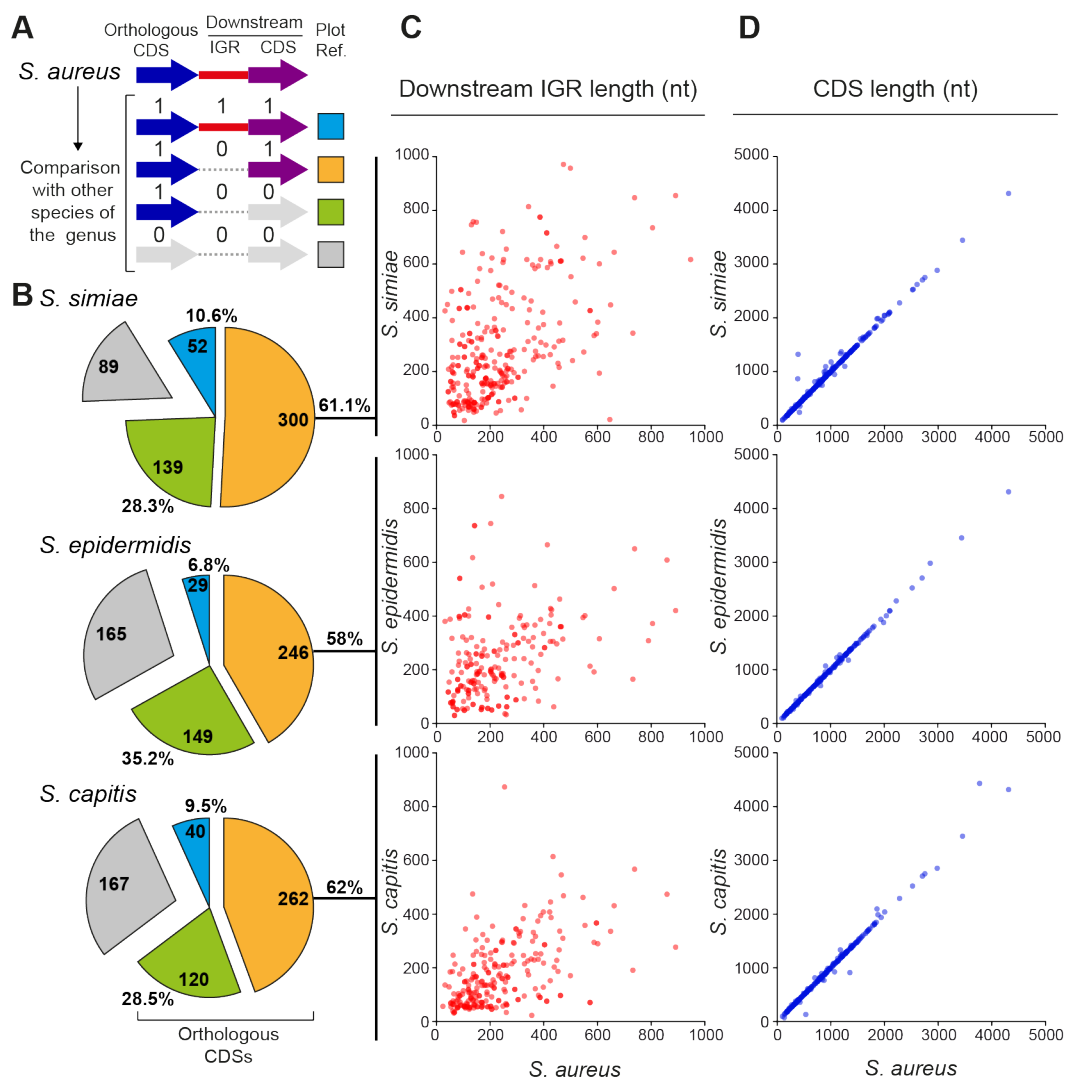 A
Orthologous
CDS
Downstream
IGR CDS
Plot
Ref.
S. aureus
1 1 1
1 0 1
1 0 0
0 0 0
Comparison
with other
species of
the genus
B
S. simiae
10.6%
52
89
300
61.1%
139
28.3%
S. epidermidis
6.8%
29
165
246
58%
149
35.2%
S. capitis
9.5%
40
167
262
62%
120
28.5%
Orthologous
CDSs
C
Downstream IGR length (nt)
1000
800
600
400
200
0
S. simiae
0 200 400 600 800 1000
1000
800
600
400
200
0
S. epidermidis
0 200 400 600 800 1000
1000
800
600
400
200
0
S. capitis
0 200 400 600 800 1000
S. aureus
D
CDS length (nt)
5000
4000
3000
2000
1000
0
S. simiae
0 1000 2000 3000 4000 5000
5000
4000
3000
2000
1000
0
S. epidermidis
0 1000 2000 3000 4000 5000
5000
4000
3000
2000
1000
0
S. capitis
0 1000 2000 3000 4000 5000
S. aureus